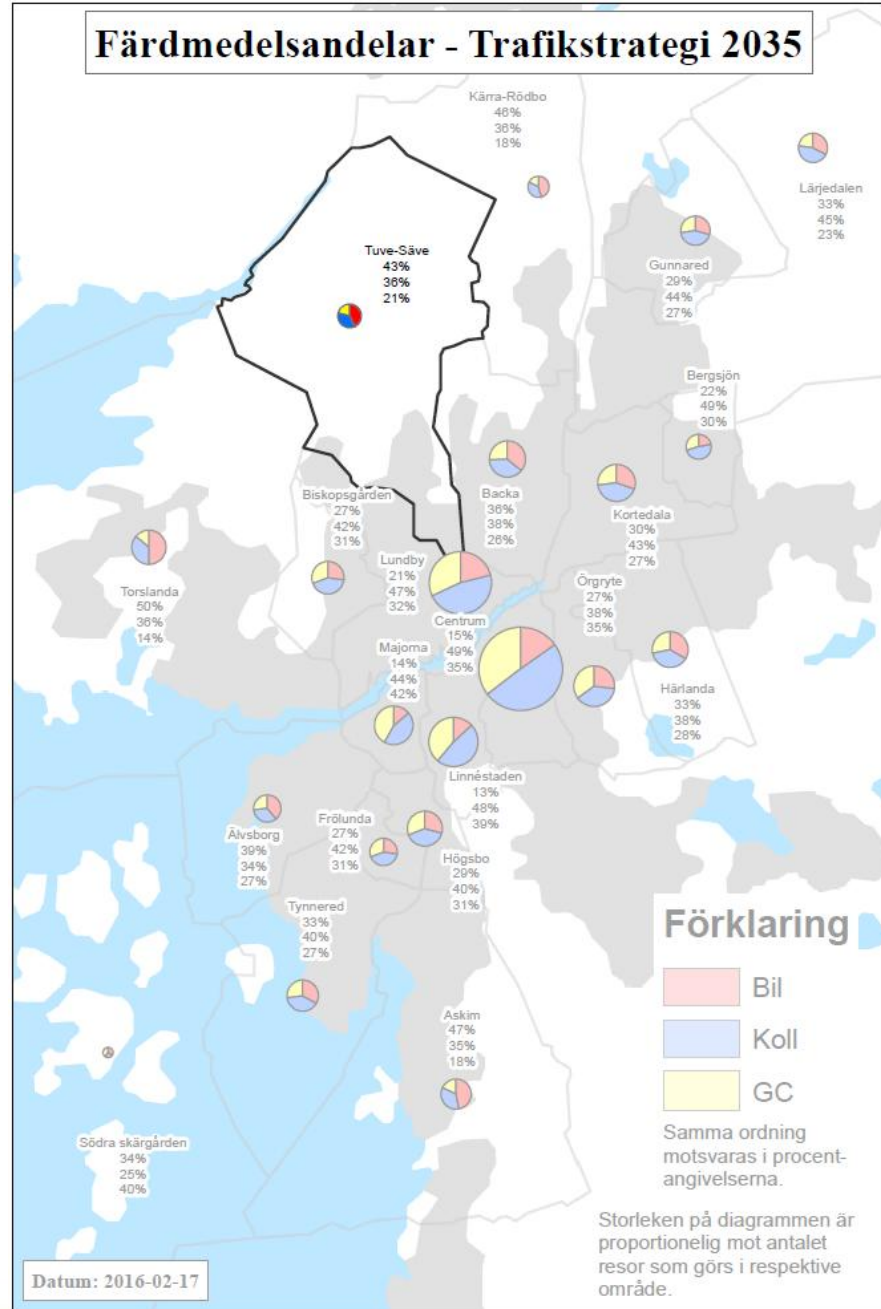 Färdmedelsandelar - Trafikstrategi 2035
Kärra-Rödbo
46%
36%
18%
Lärjedalen
33%
45%
23%
Tuve-Säve
43%
36%
21%
Gunnared
29%
44%
27%
Bergsjön
22%
49%
30%
Biskopsgården
27%
42%
31%
Backa
36%
38%
26%
Kortedala
30%
43%
27%
Torslanda
50%
36%
14%
Lundby
21%
47%
32%
Örgryte
27%
38%
35%
Centrum
15%
49%
35%
Majorna
14%
44%
42%
Härlanda
33%
38%
28%
Linnéstaden
13%
48%
39%
Älvsborg
39%
34%
27%
Frölunda
27%
42%
31%
Högsbo
29%
40%
31%
Tynnered
33%
40%
27%
Askim
47%
35%
18%
Södra skärgården
34%
25%
40%
Förklaring
Bil
Koll
GC
Samma ordning
motsvaras i procent-
angivelserna.
Storleken på diagrammen är
proportionelig mot antalet
resor som görs i respektive
område.
Datum: 2016-02-17